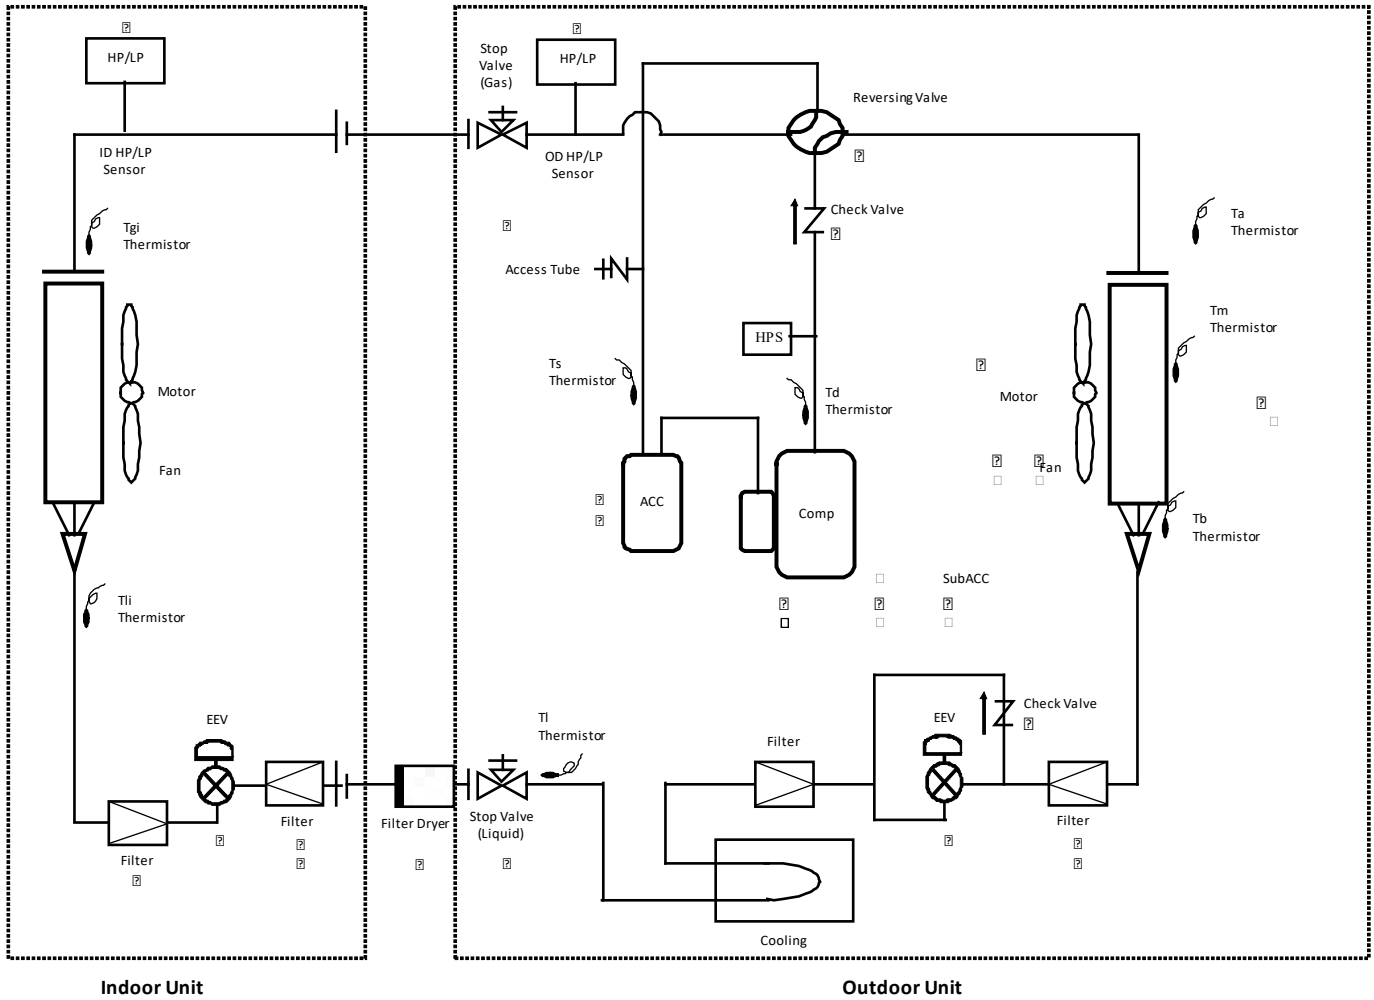 HP/LP
ID HP/LP
Sensor
Tgi
Thermistor
Motor
Fan
Tli
Thermistor
EEV
Filter
Filter
Filter Dryer
Stop
Valve
(Gas)
HP/LP
OD HP/LP
Sensor
Reversing Valve
Check Valve
Access Tube
HPS
Ts
Thermistor
Td
Thermistor
ACC
Comp
SubACC
Ta
Thermistor
Tm
Thermistor
Motor
Fan
Tb
Thermistor
Tl
Thermistor
Stop Valve
(Liquid)
Filter
EEV
Check Valve
Filter
Cooling
Indoor Unit
Outdoor Unit